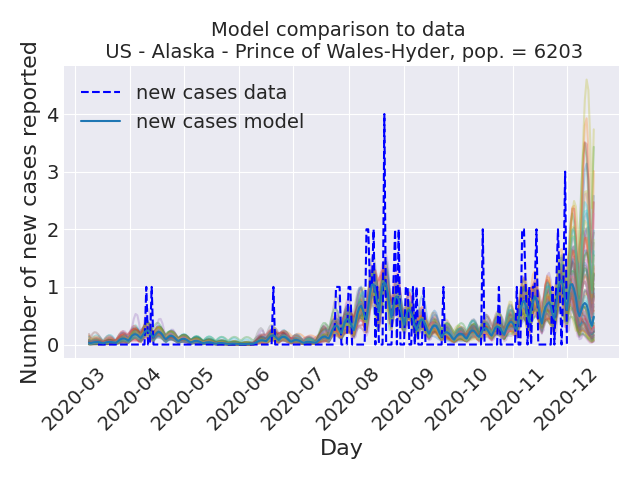 Model comparison to data
US - Alaska - Prince of Wales-Hyder, pop. = 6203
Number of new cases reported
new cases data
new cases model
4
3
2
1
0
2020-03
2020-04
2020-05
2020-06
2020-07
2020-08
2020-09
2020-10
2020-11
2020-12
Day